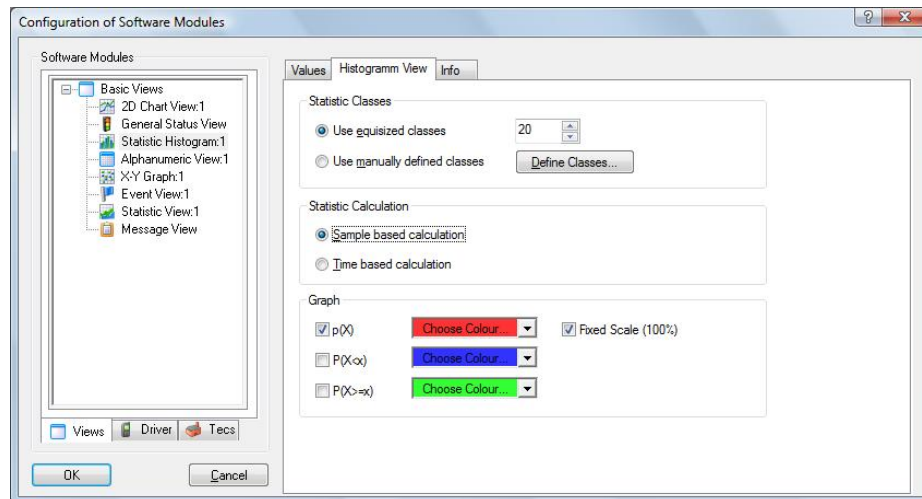 Configuration of Software Modules
Software Modules
Basic Views
2D Chart View:1
General Status View
Statistic Histogram:1
Alphanumeric View:1
X-Y Graph:1
Event View:1
Statistic View:1
Message View
Views Driver Tecs
OK Cancel
Values Histogramm View Info
Statistic Classes
Use equisized classes 20
Use manually defined classes Define Classes...
Statistic Calculation
Sample based calculation
Time based calculation
Graph
p(X) Choose Colour... Fixed Scale (100%)
P(X<x) Choose Colour...
P(X>=x) Choose Colour...